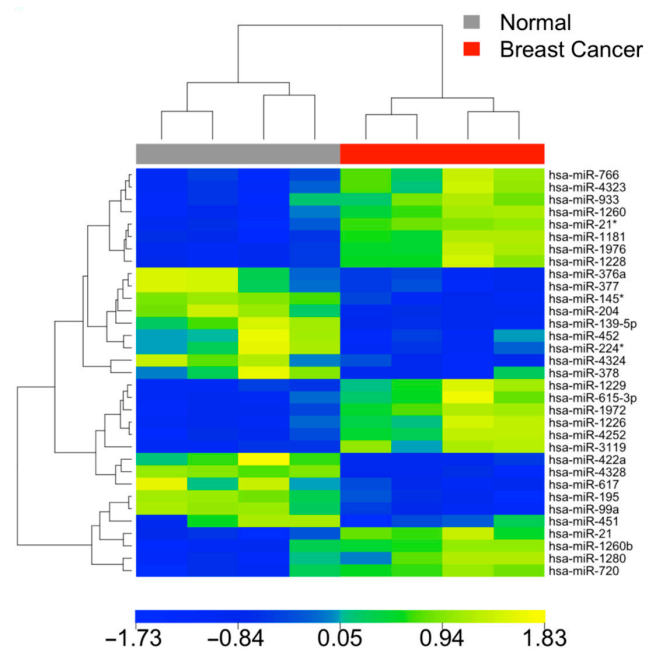 Normal
Breast Cancer
hsa-miR-766
hsa-miR-4323
hsa-miR-933
hsa-miR-1260
hsa-miR-21*
hsa-miR-1181
hsa-miR-1976
hsa-miR-1228
hsa-miR-376a
hsa-miR-377
hsa-miR-145*
hsa-miR-204
hsa-miR-139-5p
hsa-miR-452
hsa-miR-224*
hsa-miR-4324
hsa-miR-378
hsa-miR-1229
hsa-miR-615-3p
hsa-miR-1972
hsa-miR-1226
hsa-miR-4252
hsa-miR-3119
hsa-miR-422a
hsa-miR-4328
hsa-miR-617
hsa-miR-195
hsa-miR-99a
hsa-miR-451
hsa-miR-21
hsa-miR-1260b
hsa-miR-1280
hsa-miR-720
−1.73 −0.84 0.05 0.94 1.83